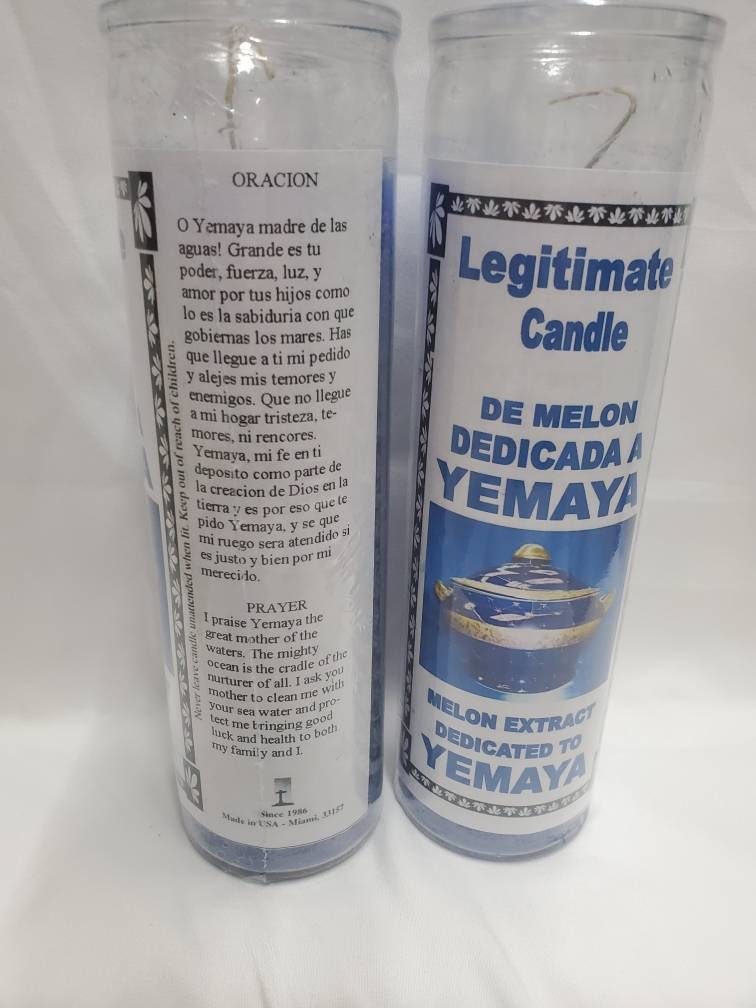 ORACION
O Yemaya madre de las
aguas! Grande es tu
poder, fuerza, luz, y
amor por tus hijos como
lo es la sabiduria con que
gobiernas los mares. Has
que llegue a ti mi pedido
y alejes mis temores y
enemigos. Que no llegue
a mi hogar tristeza, te-
mores, ni rencores.
Yemaya, mi fe en ti
deposito como parte de
la creacion de Dios en la
tierra y es por eso que te
pido Yemaya, y se que
mi ruego sera atendido si
es justo y bien por mi
merecido.
PRAYER
I praise Yemaya the
great mother of the
waters. The mighty
ocean is the cradle of the
nurturer of all. I ask you
mother to clean me with
your sea water and pro-
tect me bringing good
luck and health to both
my family and I.
Since 1986
Made in USA - Miami, 33157
Never leave candle unattended when lit. Keep out of reach of children.
Legitimate
Candle
DE MELON
DEDICADA A
YEMAYA
MELON EXTRACT
DEDICATED TO
YEMAYA